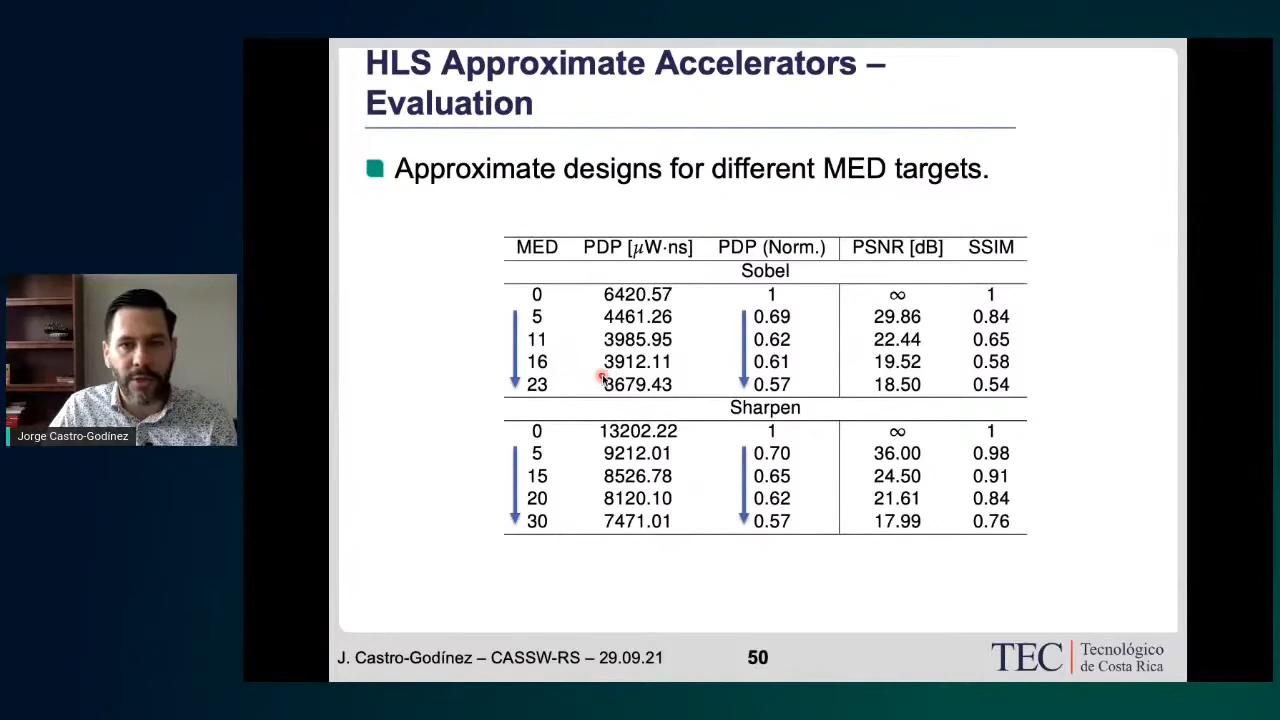 HLS Approximate Accelerators –
Evaluation
Approximate designs for different MED targets.
MED PDP [μW·ns] PDP (Norm.) PSNR [dB] SSIM
Sobel
0 6420.57 1 ∞ 1
5 4461.26 0.69 29.86 0.84
11 3985.95 0.62 22.44 0.65
16 3912.11 0.61 19.52 0.58
23 3679.43 0.57 18.50 0.54
Sharpen
0 13202.22 1 ∞ 1
5 9212.01 0.70 36.00 0.98
15 8526.78 0.65 24.50 0.91
20 8120.10 0.62 21.61 0.84
30 7471.01 0.57 17.99 0.76
Jorge Castro-Godínez
J. Castro-Godínez – CASSW-RS – 29.09.21
50
TEC Tecnológico
de Costa Rica